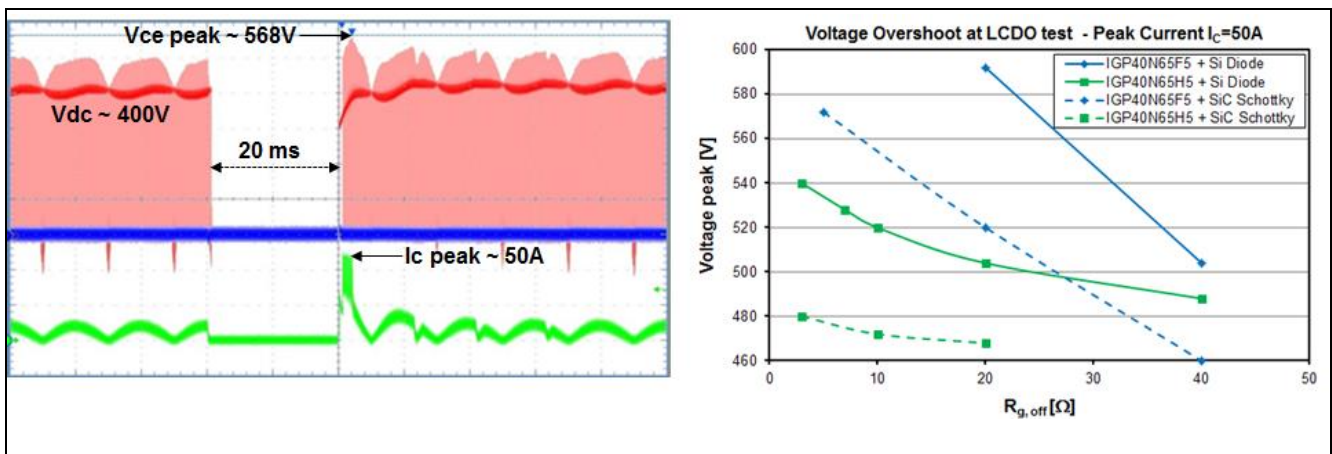 Vce peak ~ 568V
Vdc ~ 400V
20 ms
Ic peak ~ 50A
Voltage Overshoot at LCDO test - Peak Current IC=50A
600
580
560
540
520
500
480
460
Voltage peak [V]
IGP40N65F5 + Si Diode
IGP40N65H5 + Si Diode
IGP40N65F5 + SiC Schottky
IGP40N65H5 + SiC Schottky
0 10 20 30 40 50
Rg, off [Ω]